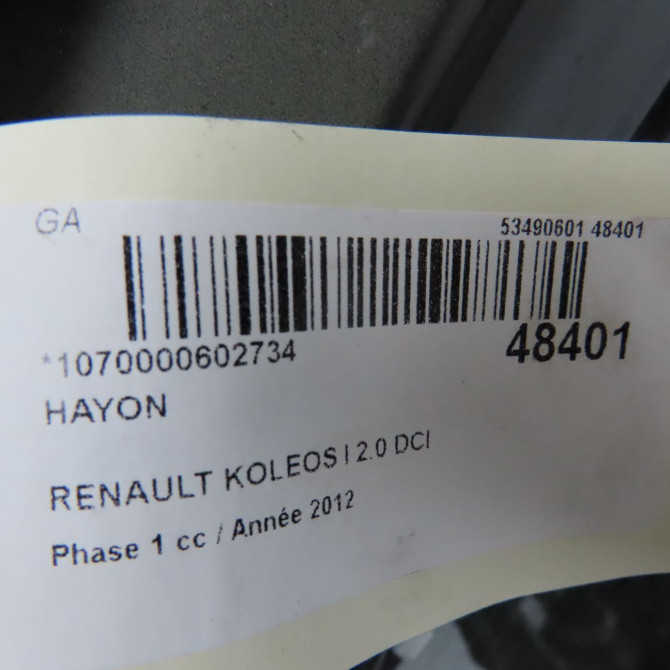 GA
53490601 48401
*1070000602734
48401
HAYON
RENAULT KOLEOS I 2.0 DCI
Phase 1 cc / Année 2012